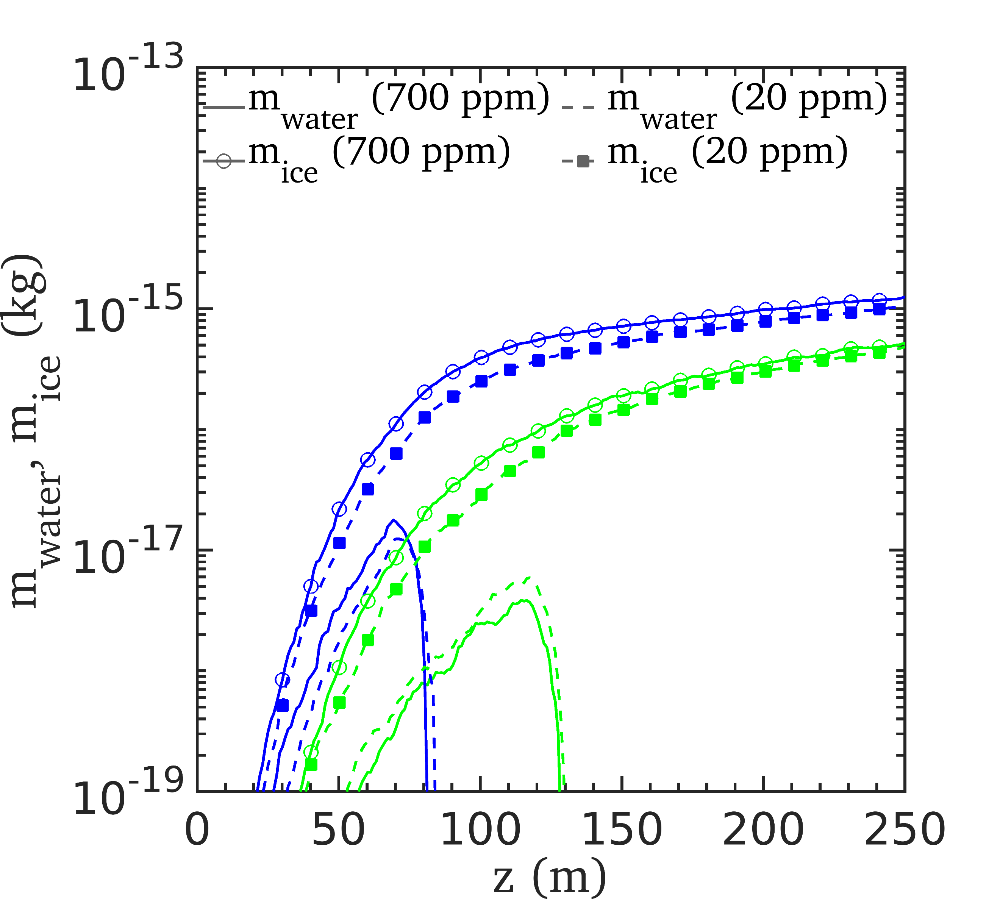 10^-13
m_water (700 ppm)
m_water (20 ppm)
m_ice (700 ppm)
m_ice (20 ppm)
10^-15
10^-17
10^-19
m_water, m_ice (kg)
0 50 100 150 200 250
z (m)